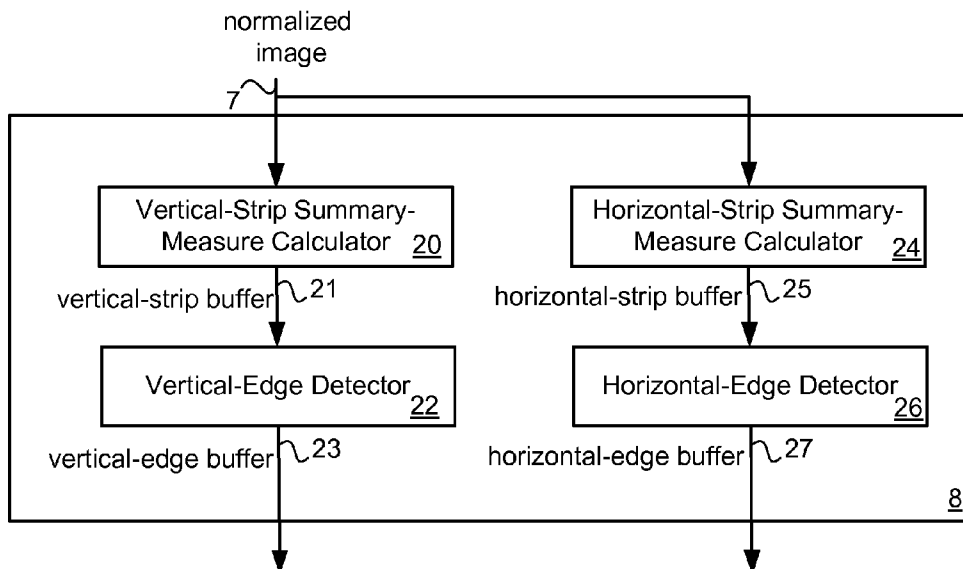 normalized
image
7
Vertical-Strip Summary-
Measure Calculator 20
vertical-strip buffer 21
Vertical-Edge Detector 22
vertical-edge buffer 23
Horizontal-Strip Summary-
Measure Calculator 24
horizontal-strip buffer 25
Horizontal-Edge Detector 26
horizontal-edge buffer 27
8